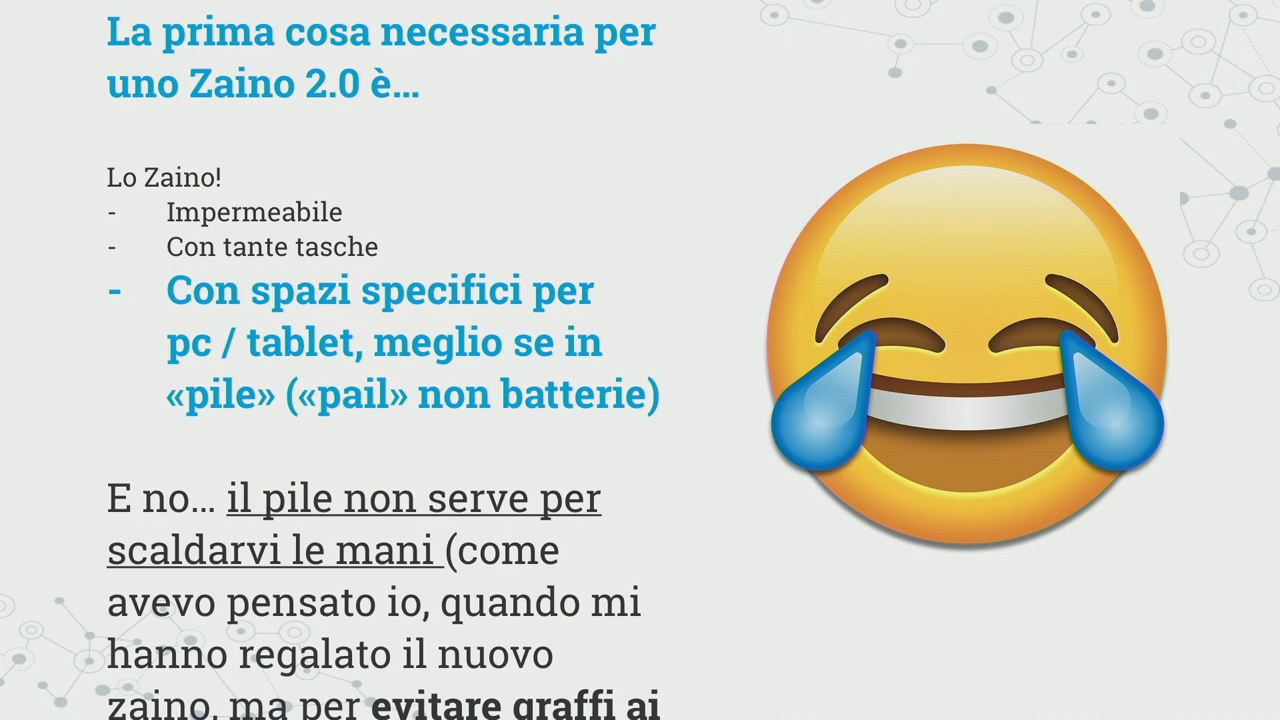 La prima cosa necessaria per
uno Zaino 2.0 è…
Lo Zaino!
- Impermeabile
- Con tante tasche
- Con spazi specifici per
pc / tablet, meglio se in
«pile» («pail» non batterie)
E no… il pile non serve per
scaldarvi le mani (come
avevo pensato io, quando mi
hanno regalato il nuovo
zaino, ma per evitare graffi ai